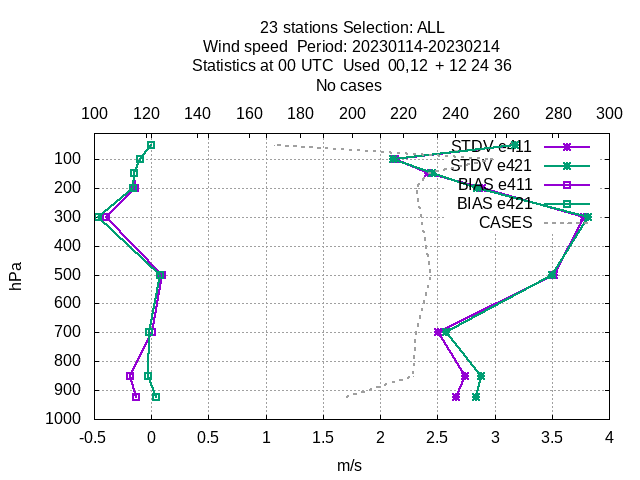 23 stations Selection: ALL
Wind speed  Period: 20230114-20230214
Statistics at 00 UTC  Used  00,12  + 12 24 36
No cases
100 120 140 160 180 200 220 240 260 280 300
STDV e411
STDV e421
BIAS e411
BIAS e421
CASES
hPa
100
200
300
400
500
600
700
800
900
1000
-0.5 0 0.5 1 1.5 2 2.5 3 3.5 4
m/s